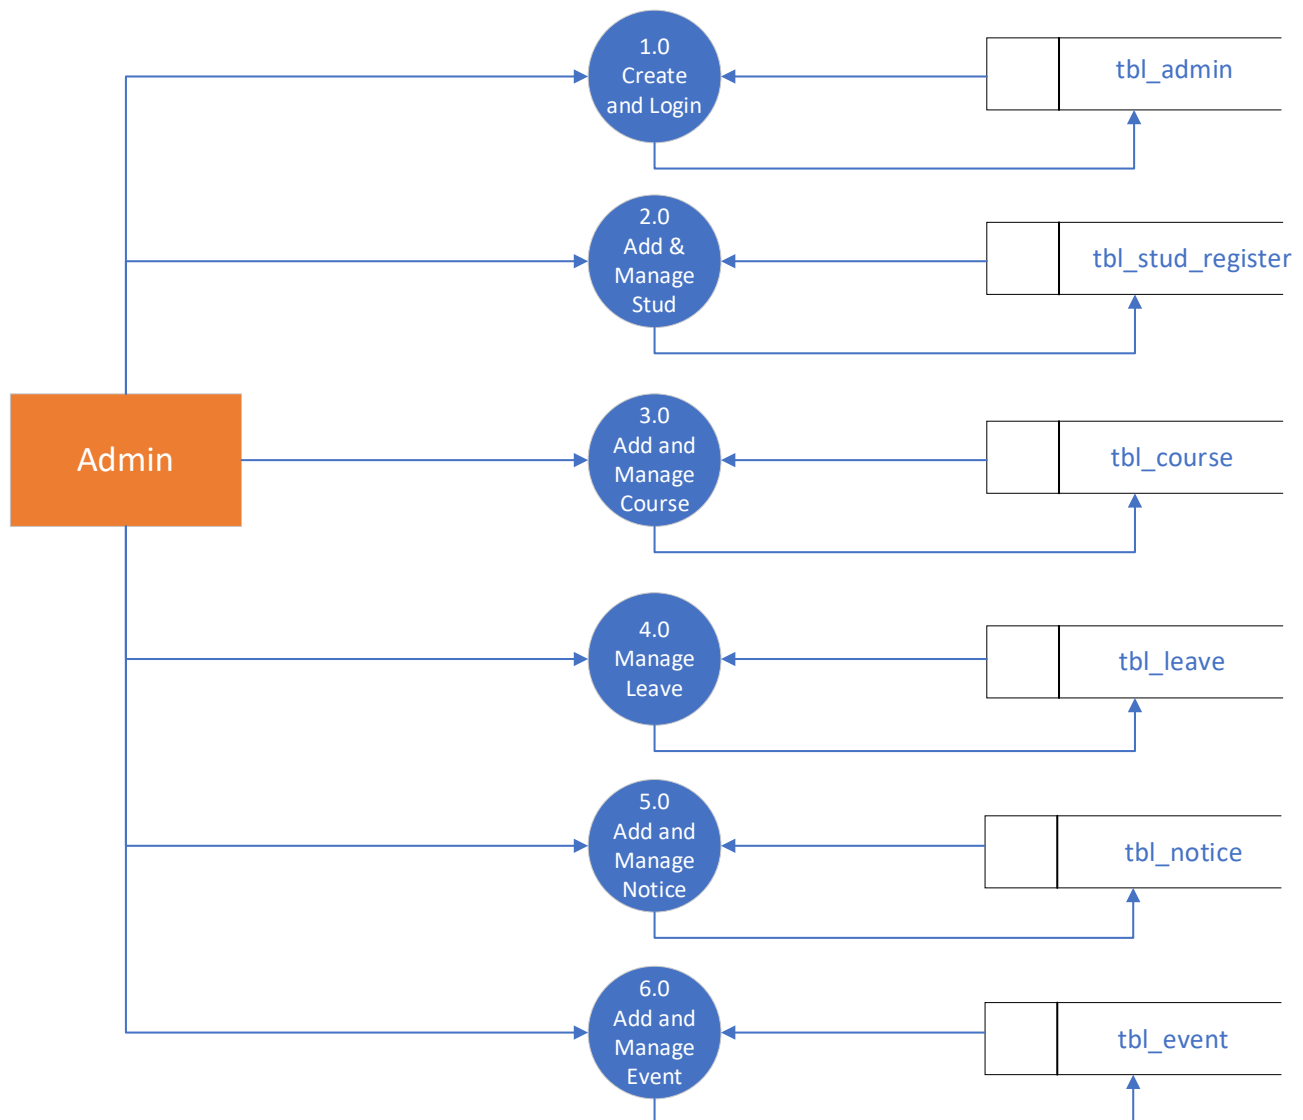 1.0
Create
and Login
tbl_admin
2.0
Add &
Manage
Stud
tbl_stud_register
Admin
3.0
Add and
Manage
Course
tbl_course
4.0
Manage
Leave
tbl_leave
5.0
Add and
Manage
Notice
tbl_notice
6.0
Add and
Manage
Event
tbl_event